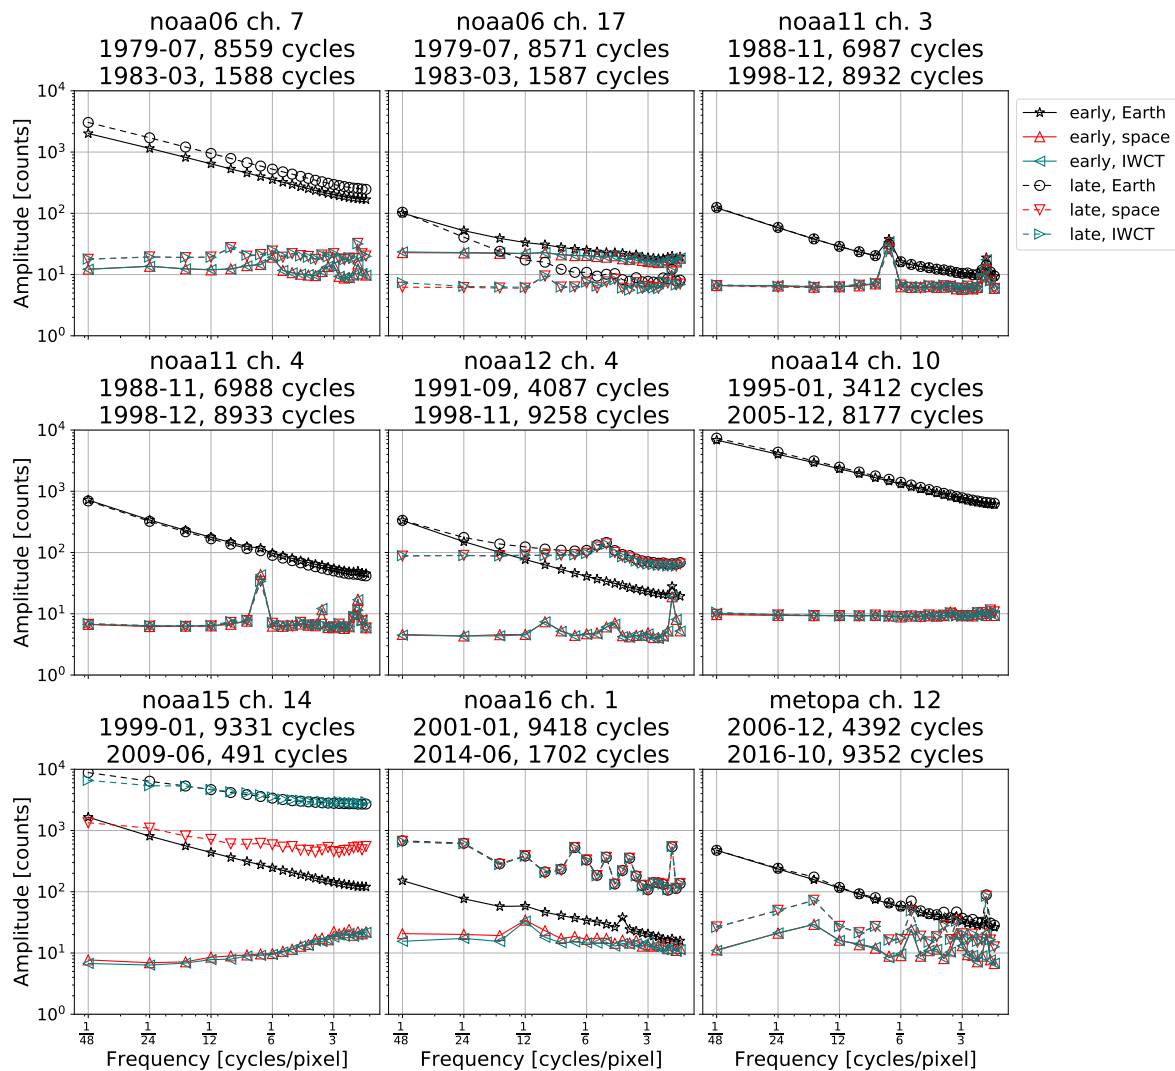 noaa06 ch. 7
1979-07, 8559 cycles
1983-03, 1588 cycles
noaa06 ch. 17
1979-07, 8571 cycles
1983-03, 1587 cycles
noaa11 ch. 3
1988-11, 6987 cycles
1998-12, 8932 cycles
Amplitude [counts]
10^4
10^3
10^2
10^1
10^0
early, Earth
early, space
early, IWCT
late, Earth
late, space
late, IWCT
noaa11 ch. 4
1988-11, 6988 cycles
1998-12, 8933 cycles
noaa12 ch. 4
1991-09, 4087 cycles
1998-11, 9258 cycles
noaa14 ch. 10
1995-01, 3412 cycles
2005-12, 8177 cycles
Amplitude [counts]
10^4
10^3
10^2
10^1
10^0
noaa15 ch. 14
1999-01, 9331 cycles
2009-06, 491 cycles
noaa16 ch. 1
2001-01, 9418 cycles
2014-06, 1702 cycles
metopa ch. 12
2006-12, 4392 cycles
2016-10, 9352 cycles
Amplitude [counts]
10^4
10^3
10^2
10^1
10^0
1/48 1/24 1/12 1/6 1/3
1/48 1/24 1/12 1/6 1/3
1/48 1/24 1/12 1/6 1/3
Frequency [cycles/pixel]
Frequency [cycles/pixel]
Frequency [cycles/pixel]